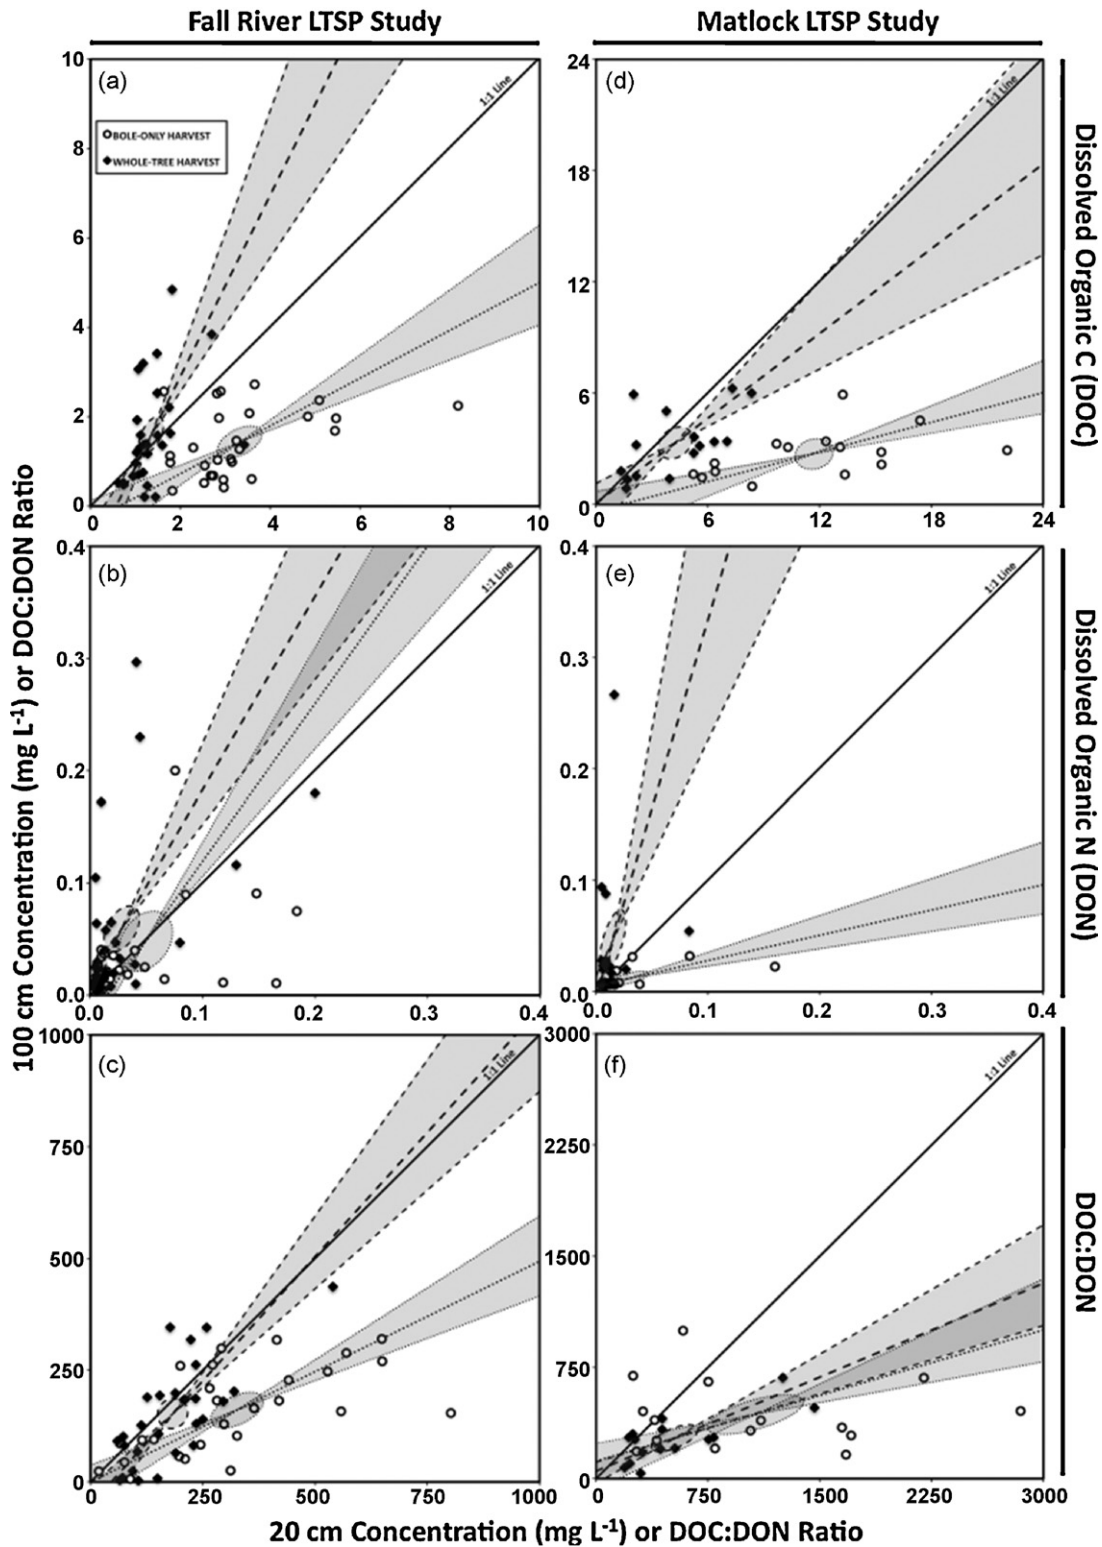 Fall River LTSP Study
Matlock LTSP Study
(a)
10
8
6
4
2
0
1:1 Line
BOLE-ONLY HARVEST
WHOLE-TREE HARVEST
0 2 4 6 8 10
(d)
24
18
12
6
0
1:1 Line
0 6 12 18 24
Dissolved Organic C (DOC)
(b)
0.4
0.3
0.2
0.1
0.0
1:1 Line
0.0 0.1 0.2 0.3 0.4
(e)
0.4
0.3
0.2
0.1
0.0
1:1 Line
0.0 0.1 0.2 0.3 0.4
Dissolved Organic N (DON)
(c)
1000
750
500
250
0
1:1 Line
0 250 500 750 1000
(f)
3000
2250
1500
750
0
1:1 Line
0 750 1500 2250 3000
DOC:DON
100 cm Concentration (mg L-1) or DOC:DON Ratio
20 cm Concentration (mg L-1) or DOC:DON Ratio